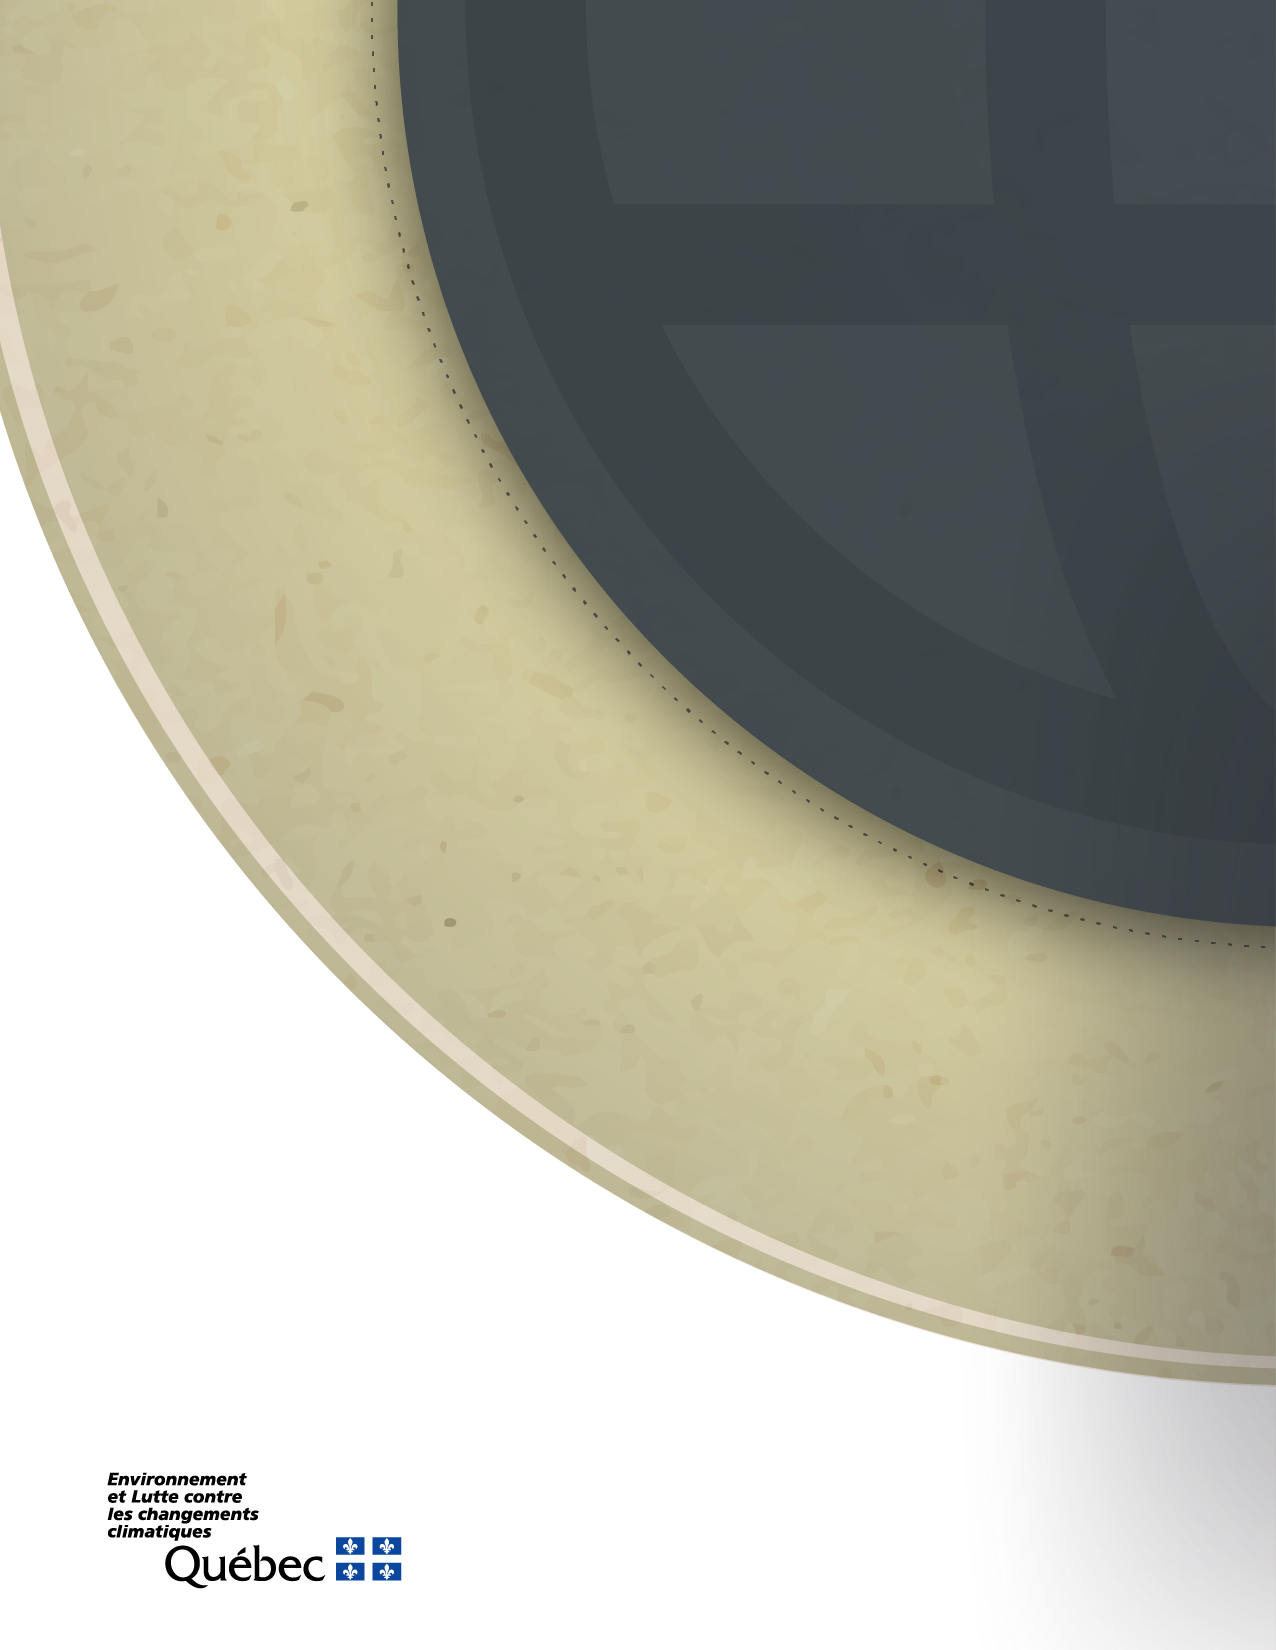 Environnement
et Lutte contre
les changements
climatiques
Québec